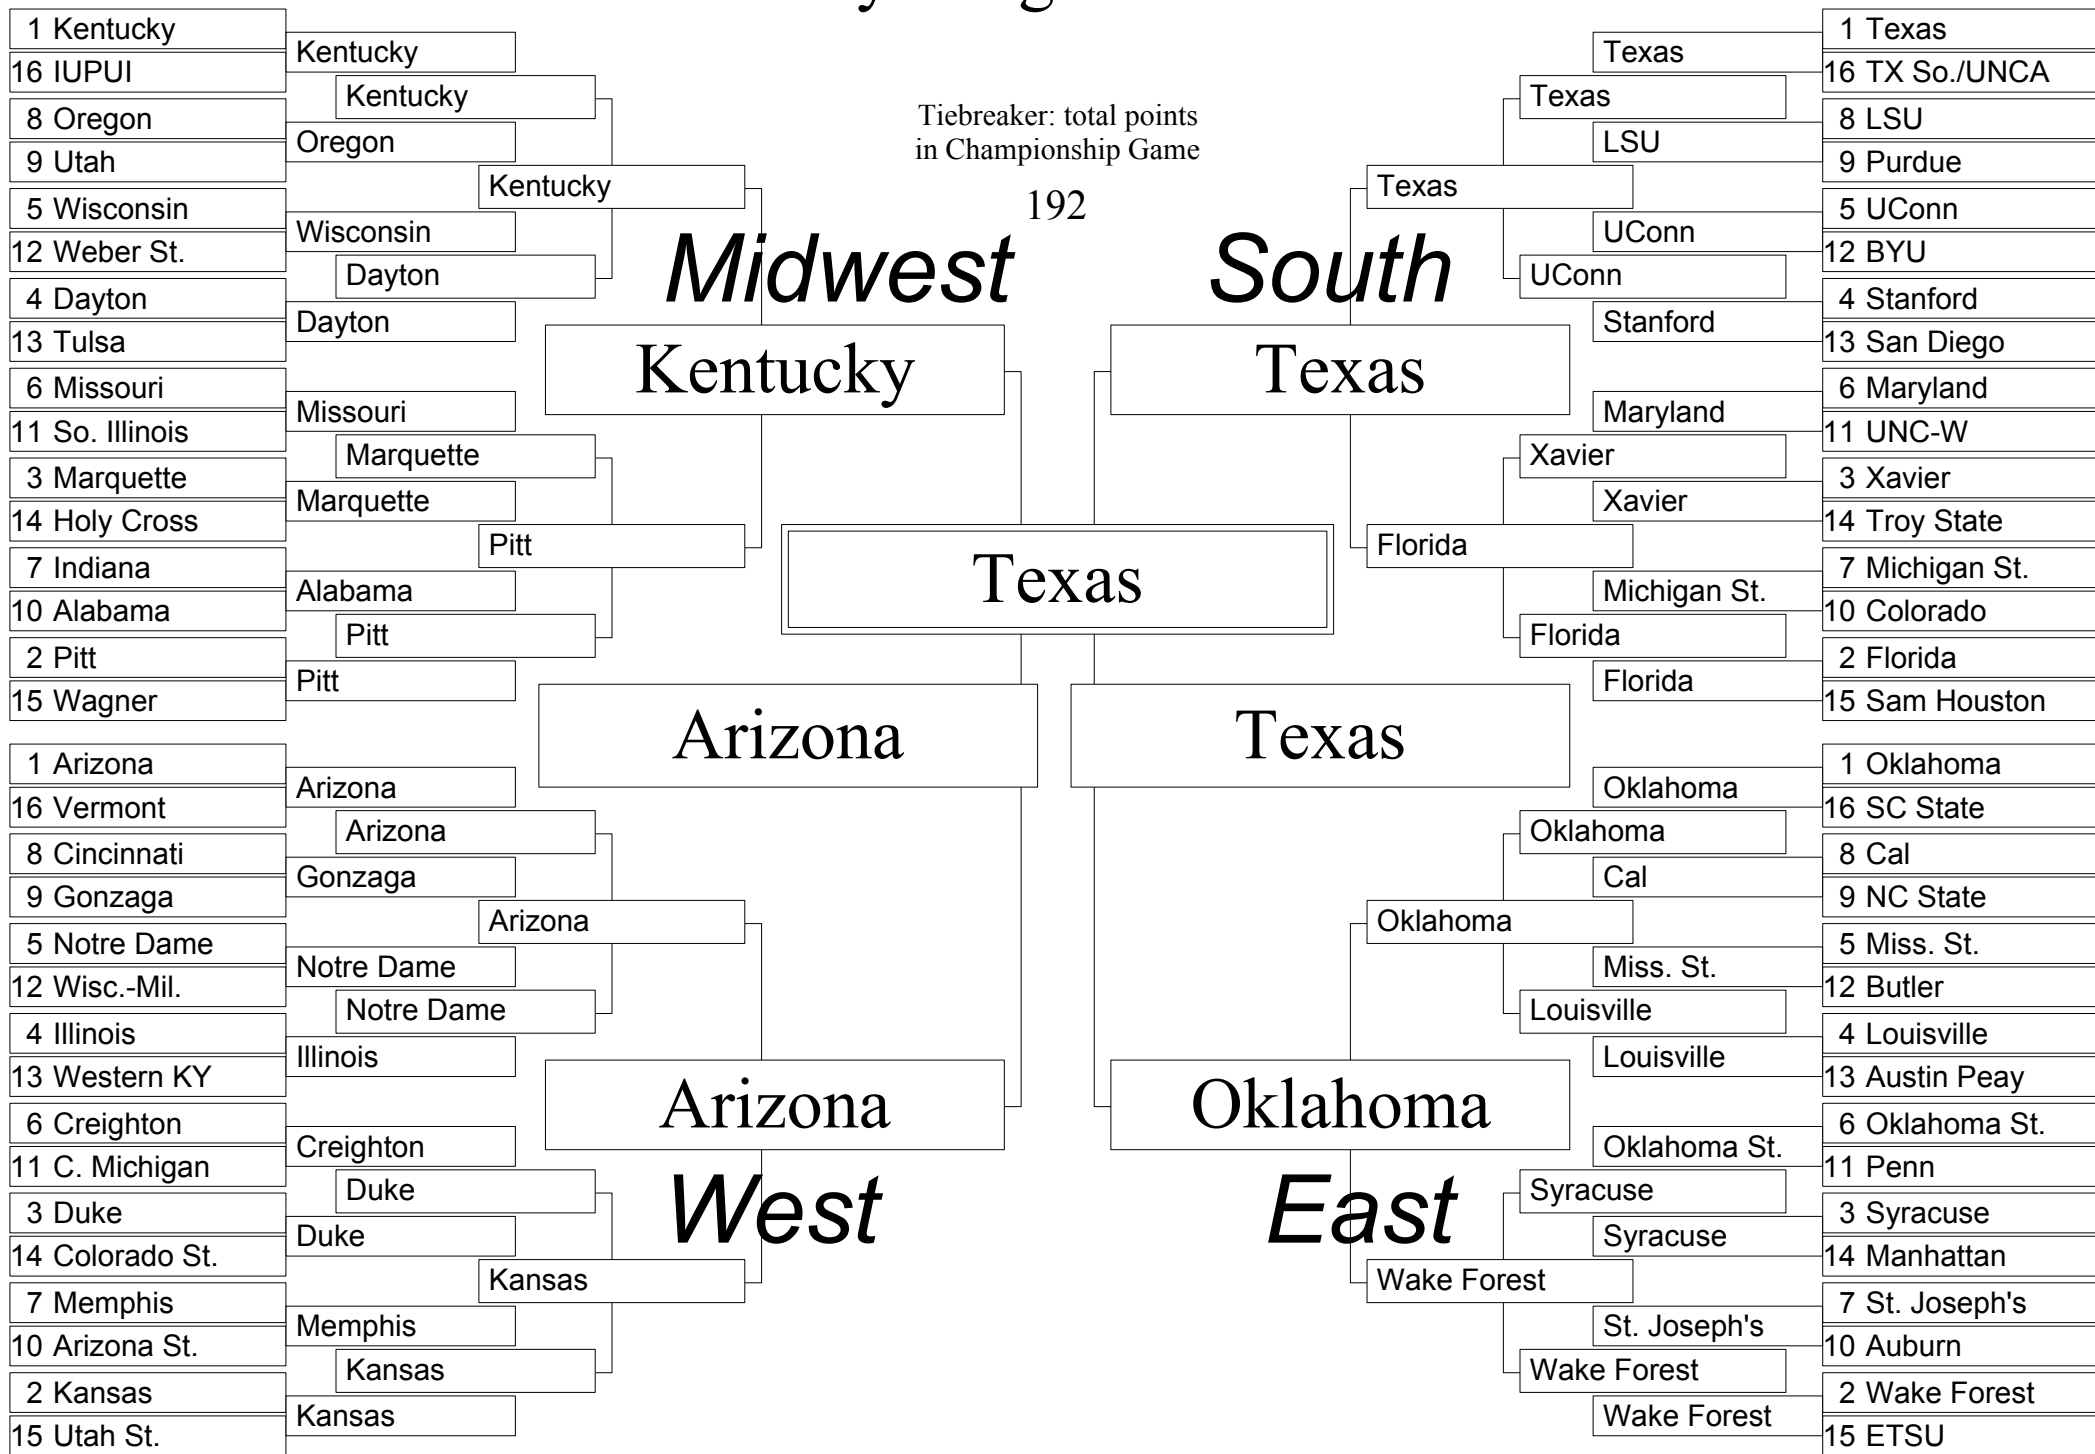 1 Kentucky
16 IUPUI
8 Oregon
9 Utah
5 Wisconsin
12 Weber St.
4 Dayton
13 Tulsa
6 Missouri
11 So. Illinois
3 Marquette
14 Holy Cross
7 Indiana
10 Alabama
2 Pitt
15 Wagner
Kentucky
Oregon
Wisconsin
Dayton
Missouri
Marquette
Alabama
Pitt
Kentucky
Dayton
Marquette
Pitt
Kentucky
Pitt
Midwest
Kentucky
1 Arizona
16 Vermont
8 Cincinnati
9 Gonzaga
5 Notre Dame
12 Wisc.-Mil.
4 Illinois
13 Western KY
6 Creighton
11 C. Michigan
3 Duke
14 Colorado St.
7 Memphis
10 Arizona St.
2 Kansas
15 Utah St.
Arizona
Gonzaga
Notre Dame
Illinois
Creighton
Duke
Memphis
Kansas
Arizona
Notre Dame
Duke
Kansas
Arizona
Kansas
Arizona
West
Tiebreaker: total points
in Championship Game
192
Texas
Arizona
Texas
South
Texas
Texas
Florida
Texas
UConn
Xavier
Florida
Texas
LSU
UConn
Stanford
Maryland
Xavier
Michigan St.
Florida
1 Texas
16 TX So./UNCA
8 LSU
9 Purdue
5 UConn
12 BYU
4 Stanford
13 San Diego
6 Maryland
11 UNC-W
3 Xavier
14 Troy State
7 Michigan St.
10 Colorado
2 Florida
15 Sam Houston
Oklahoma
East
Oklahoma
Wake Forest
Oklahoma
Louisville
Syracuse
Wake Forest
Oklahoma
Cal
Miss. St.
Louisville
Oklahoma St.
Syracuse
St. Joseph's
Wake Forest
1 Oklahoma
16 SC State
8 Cal
9 NC State
5 Miss. St.
12 Butler
4 Louisville
13 Austin Peay
6 Oklahoma St.
11 Penn
3 Syracuse
14 Manhattan
7 St. Joseph's
10 Auburn
2 Wake Forest
15 ETSU